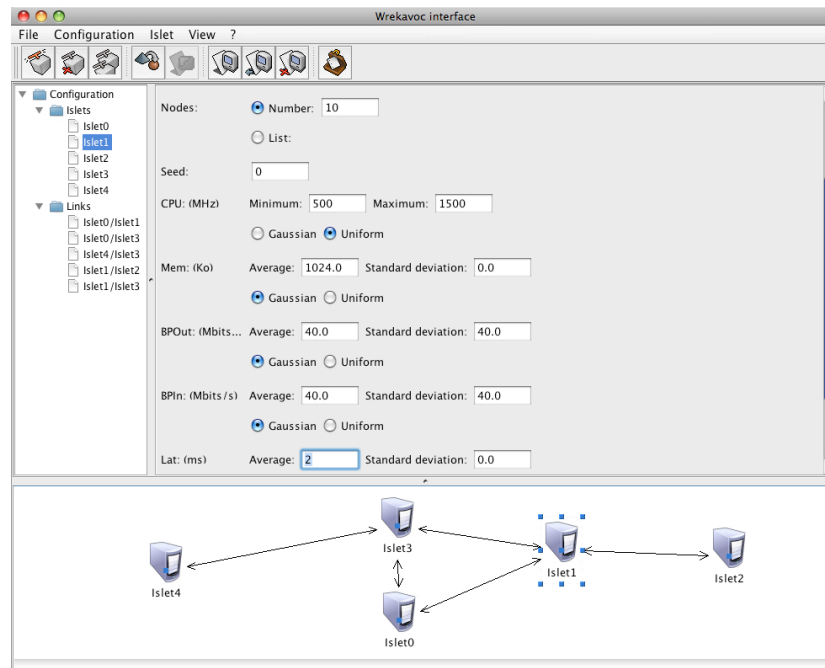 Wrekavoc interface
File Configuration Islet View ?
Configuration
Islets
Islet0
Islet1
Islet2
Islet3
Islet4
Links
Islet0/Islet1
Islet0/Islet3
Islet4/Islet3
Islet1/Islet2
Islet1/Islet3
Nodes: Number: 10
List:
Seed: 0
CPU: (MHz) Minimum: 500 Maximum: 1500
Gaussian Uniform
Mem: (Ko) Average: 1024.0 Standard deviation: 0.0
Gaussian Uniform
BPOut: (Mbits... Average: 40.0 Standard deviation: 40.0
Gaussian Uniform
BPIn: (Mbits/s) Average: 40.0 Standard deviation: 40.0
Gaussian Uniform
Lat: (ms) Average: 2 Standard deviation: 0.0
Islet3
Islet1
Islet2
Islet4
Islet0